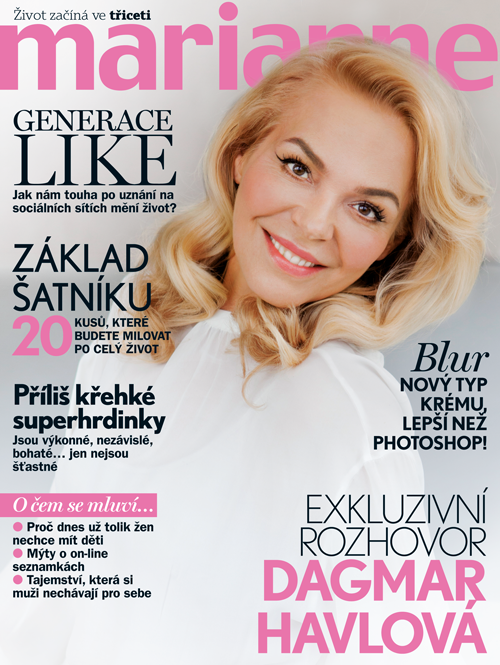 Život začíná ve třiceti
marianne
GENERACE
LIKE
Jak nám touha po uznání na
sociálních sítích mění život?
ZÁKLAD
ŠATNÍKU
20 KUSŮ, KTERÉ
BUDETE MILOVAT
PO CELÝ ŽIVOT
Příliš křehké
superhrdinky
Jsou výkonné, nezávislé,
bohaté... jen nejsou
šťastné
O čem se mluví...
Proč dnes už tolik žen
nechce mít děti
Mýty o on-line
seznamkách
Tajemství, která si
muži nechávají pro sebe
Blur
NOVÝ TYP
KRÉMU,
LEPŠÍ NEŽ
PHOTOSHOP!
EXKLUZIVNÍ
ROZHOVOR
DAGMAR
HAVLOVÁ